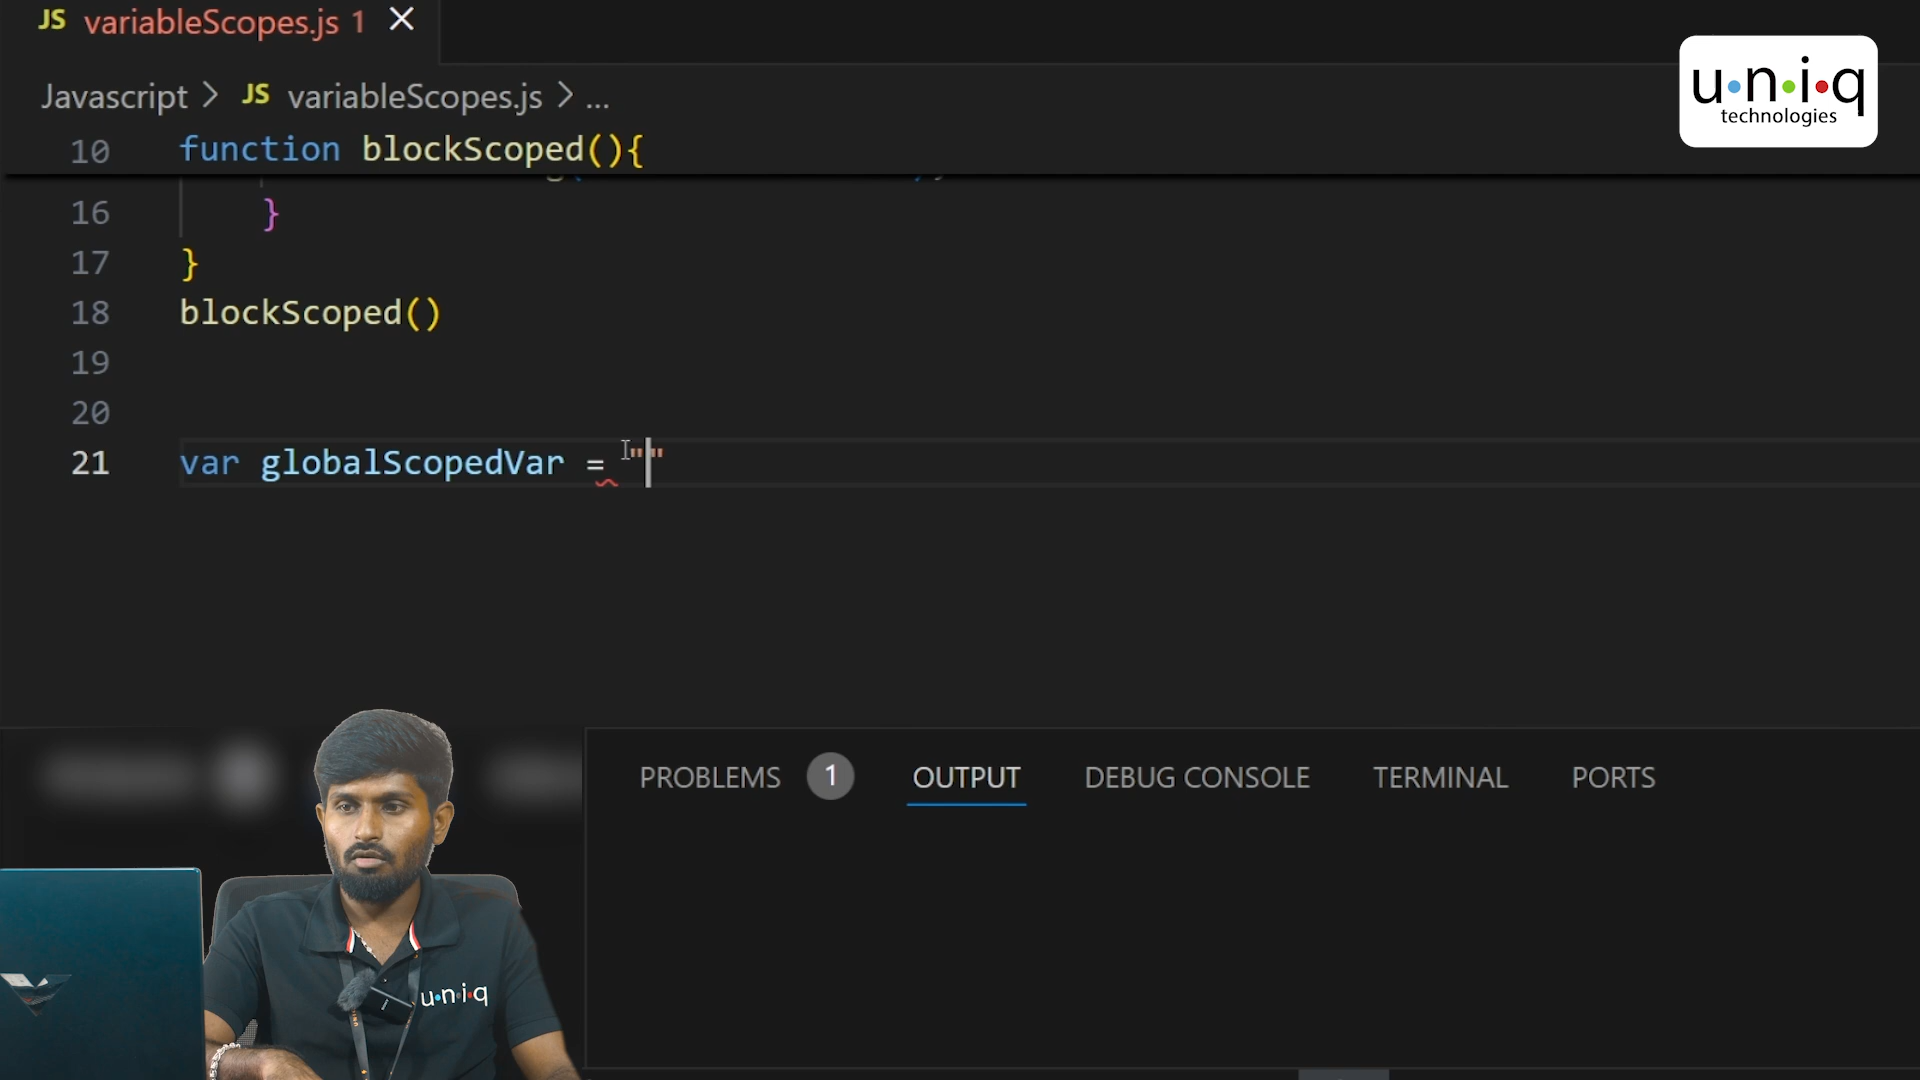 JS variableScopes.js 1 ×
u•n•i•q
technologies
Javascript > JS variableScopes.js > ...
10 function blockScoped(){
16 }
17 }
18 blockScoped()
19
20
21 var globalScopedVar = ""
PROBLEMS 1 OUTPUT DEBUG CONSOLE TERMINAL PORTS
u•n•i•q